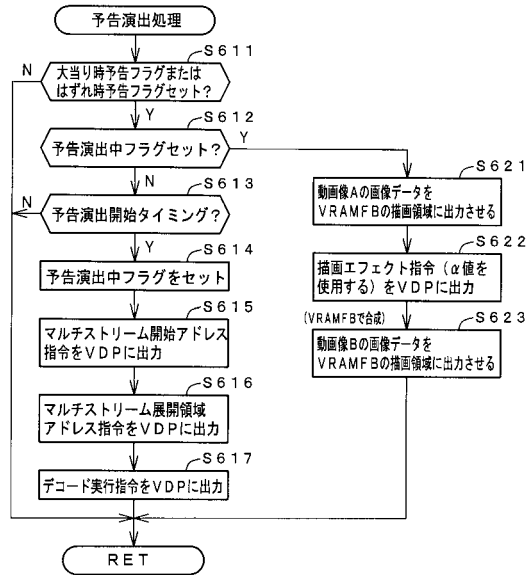 予告演出処理
S611
大当り時予告フラグまたは
はずれ時予告フラグセット?
N
Y
S612
予告演出中フラグセット?
Y
N
S613
予告演出開始タイミング?
N
Y
S614
予告演出中フラグをセット
S615
マルチストリーム開始アドレス
指令をVDPに出力
S616
マルチストリーム展開領域
アドレス指令をVDPに出力
S617
デコード実行指令をVDPに出力
S621
動画像Aの画像データを
VRAMFBの描画領域に出力させる
S622
描画エフェクト指令(α値を
使用する)をVDPに出力
(VRAMFBで合成)
S623
動画像Bの画像データを
VRAMFBの描画領域に出力させる
RET